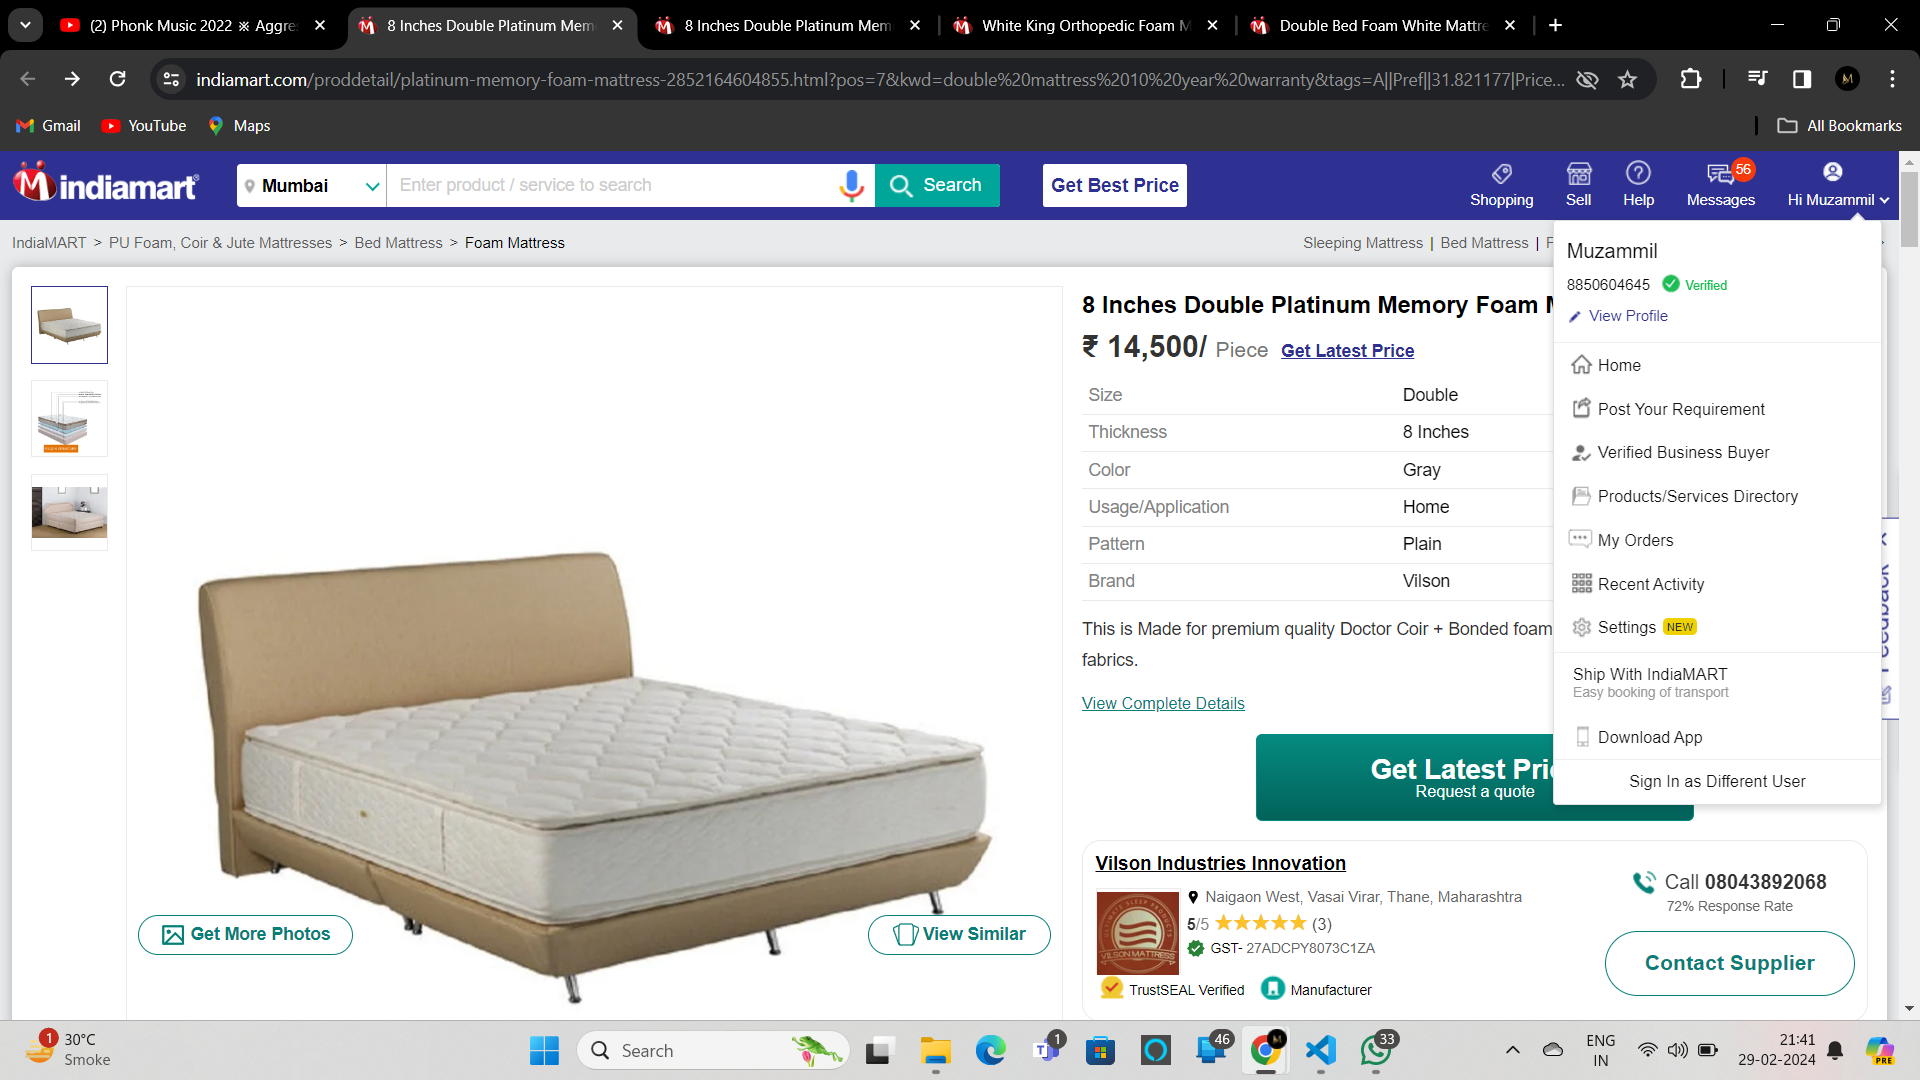 (2) Phonk Music 2022 ※ Aggre
8 Inches Double Platinum Mem
8 Inches Double Platinum Mem
White King Orthopedic Foam M
Double Bed Foam White Mattre
indiamart.com/proddetail/platinum-memory-foam-mattress-2852164604855.html?pos=7&kwd=double%20mattress%2010%20year%20warranty&tags=A||Pref||31.821177|Price...
Gmail
YouTube
Maps
All Bookmarks
indiamart
Mumbai
Enter product / service to search
Search
Get Best Price
Shopping
Sell
Help
56
Messages
Hi Muzammil
IndiaMART > PU Foam, Coir & Jute Mattresses > Bed Mattress > Foam Mattress
Sleeping Mattress | Bed Mattress |
Muzammil
8850604645 Verified
View Profile
Home
Post Your Requirement
Verified Business Buyer
Products/Services Directory
My Orders
Recent Activity
Settings NEW
Ship With IndiaMART
Easy booking of transport
Download App
Sign In as Different User
8 Inches Double Platinum Memory Foam
₹ 14,500/ Piece Get Latest Price
Size Double
Thickness 8 Inches
Color Gray
Usage/Application Home
Pattern Plain
Brand Vilson
This is Made for premium quality Doctor Coir + Bonded foam
fabrics.
View Complete Details
Get Latest Pri
Request a quote
Feedback
Get More Photos
View Similar
Vilson Industries Innovation
Naigaon West, Vasai Virar, Thane, Maharashtra
5/5 (3)
GST- 27ADCPY8073C1ZA
VILSON MATTRESS
TrustSEAL Verified
Manufacturer
Call 08043892068
72% Response Rate
Contact Supplier
1
30°C
Smoke
Search
1
46
33
ENG
IN
21:41
29-02-2024
PRE